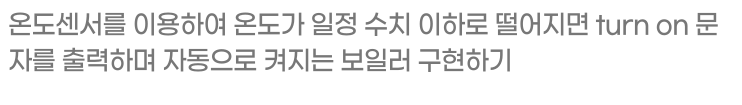 온도센서를 이용하여 온도가 일정 수치 이하로 떨어지면 turn on 문
자를 출력하며 자동으로 켜지는 보일러 구현하기